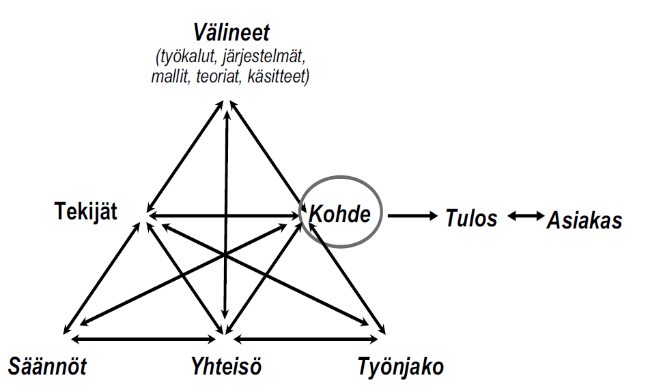 Välineet
(työkalut, järjestelmät,
mallit, teoriat, käsitteet)
Tekijät
Kohde
Tulos
Asiakas
Säännöt
Yhteisö
Työnjako